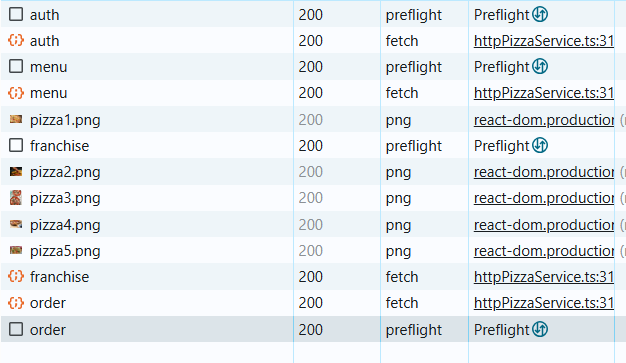 auth 200 preflight Preflight
auth 200 fetch httpPizzaService.ts:31
menu 200 preflight Preflight
menu 200 fetch httpPizzaService.ts:31
pizza1.png 200 png react-dom.production
franchise 200 preflight Preflight
pizza2.png 200 png react-dom.production
pizza3.png 200 png react-dom.production
pizza4.png 200 png react-dom.production
pizza5.png 200 png react-dom.production
franchise 200 fetch httpPizzaService.ts:31
order 200 fetch httpPizzaService.ts:31
order 200 preflight Preflight